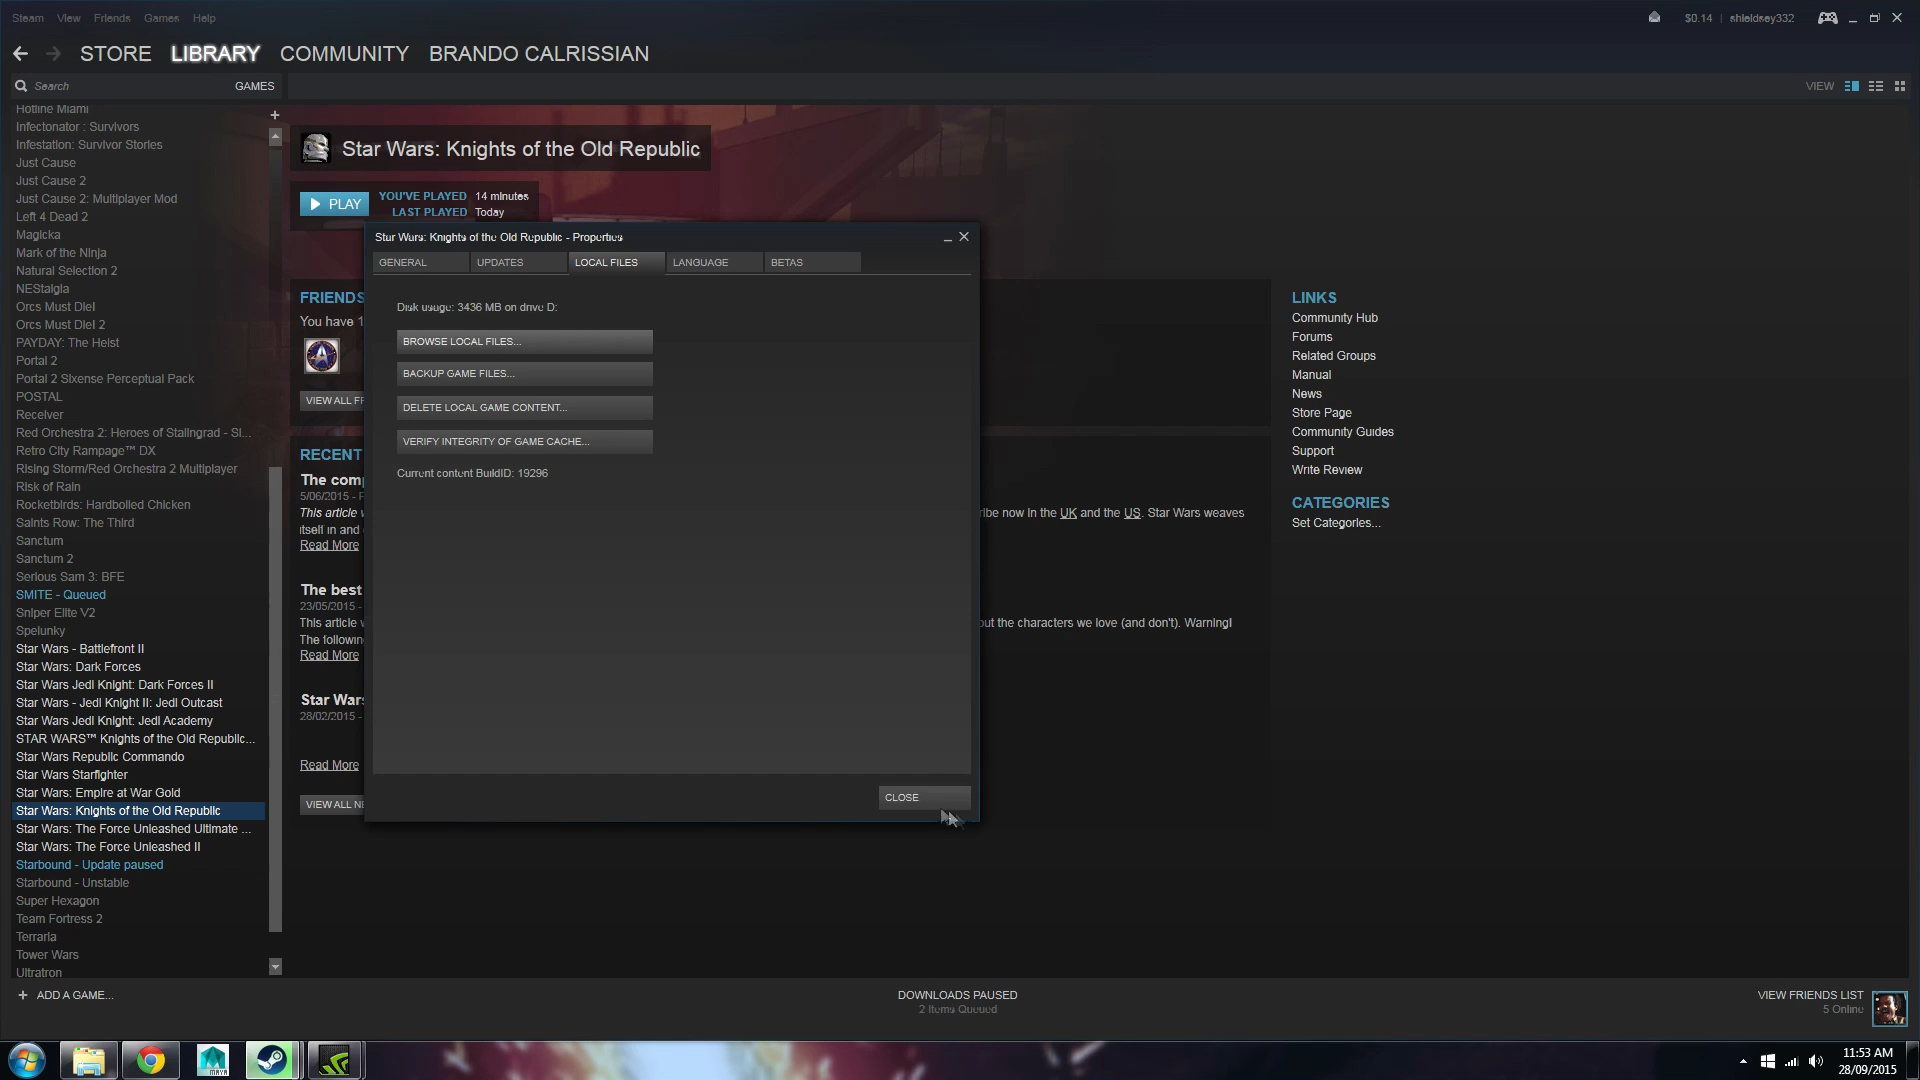 Steam View Friends Games Help
$0.14 | shieldsey332
STORE LIBRARY COMMUNITY BRANDO CALRISSIAN
Search GAMES
VIEW
Hotline Miami
Infectonator : Survivors
Infestation: Survivor Stories
Just Cause
Just Cause 2
Just Cause 2: Multiplayer Mod
Left 4 Dead 2
Magicka
Mark of the Ninja
Natural Selection 2
NEStalgia
Orcs Must Die!
Orcs Must Die! 2
PAYDAY: The Heist
Portal 2
Portal 2 Sixense Perceptual Pack
POSTAL
Receiver
Red Orchestra 2: Heroes of Stalingrad - Si...
Retro City Rampage™ DX
Rising Storm/Red Orchestra 2 Multiplayer
Risk of Rain
Rocketbirds: Hardboiled Chicken
Saints Row: The Third
Sanctum
Sanctum 2
Serious Sam 3: BFE
SMITE - Queued
Sniper Elite V2
Spelunky
Star Wars - Battlefront II
Star Wars: Dark Forces
Star Wars Jedi Knight: Dark Forces II
Star Wars - Jedi Knight II: Jedi Outcast
Star Wars Jedi Knight: Jedi Academy
STAR WARS™ Knights of the Old Republic...
Star Wars Republic Commando
Star Wars Starfighter
Star Wars: Empire at War Gold
Star Wars: Knights of the Old Republic
Star Wars: The Force Unleashed Ultimate ...
Star Wars: The Force Unleashed II
Starbound - Update paused
Starbound - Unstable
Super Hexagon
Team Fortress 2
Terraria
Tower Wars
Ultratron
Star Wars: Knights of the Old Republic
PLAY
YOU'VE PLAYED 14 minutes
LAST PLAYED Today
FRIENDS
You have 1
VIEW ALL FR
RECENT
The com
5/06/2015 -
This article
itself in and
ibe now in the UK and the US. Star Wars weaves
Read More
The best
23/05/2015 -
This article
out the characters we love (and don't). Warning!
The followin
Read More
Star Wars
28/02/2015 -
Read More
VIEW ALL NE
Star Wars: Knights of the Old Republic - Properties
GENERAL UPDATES LOCAL FILES LANGUAGE BETAS
Disk usage: 3436 MB on drive D:
BROWSE LOCAL FILES...
BACKUP GAME FILES...
DELETE LOCAL GAME CONTENT...
VERIFY INTEGRITY OF GAME CACHE...
Current content BuildID: 19296
CLOSE
LINKS
Community Hub
Forums
Related Groups
Manual
News
Store Page
Community Guides
Support
Write Review
CATEGORIES
Set Categories...
+ ADD A GAME...
DOWNLOADS PAUSED
2 Items Queued
VIEW FRIENDS LIST
5 Online
MAYA
11:53 AM
28/09/2015